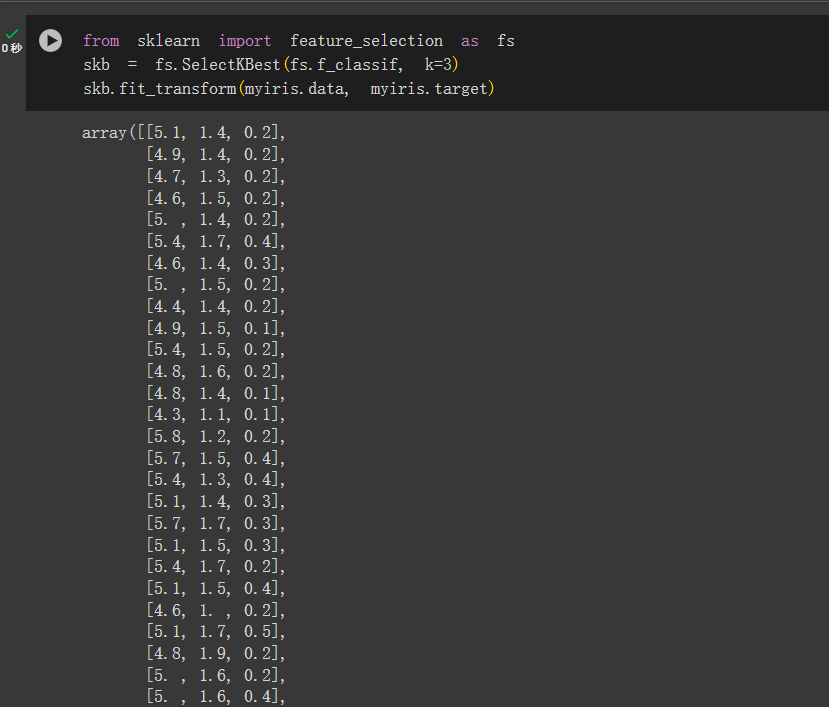 from sklearn import feature_selection as fs
0秒
skb = fs.SelectKBest(fs.f_classif, k=3)
skb.fit_transform(myiris.data, myiris.target)
array([[5.1, 1.4, 0.2],
[4.9, 1.4, 0.2],
[4.7, 1.3, 0.2],
[4.6, 1.5, 0.2],
[5. , 1.4, 0.2],
[5.4, 1.7, 0.4],
[4.6, 1.4, 0.3],
[5. , 1.5, 0.2],
[4.4, 1.4, 0.2],
[4.9, 1.5, 0.1],
[5.4, 1.5, 0.2],
[4.8, 1.6, 0.2],
[4.8, 1.4, 0.1],
[4.3, 1.1, 0.1],
[5.8, 1.2, 0.2],
[5.7, 1.5, 0.4],
[5.4, 1.3, 0.4],
[5.1, 1.4, 0.3],
[5.7, 1.7, 0.3],
[5.1, 1.5, 0.3],
[5.4, 1.7, 0.2],
[5.1, 1.5, 0.4],
[4.6, 1. , 0.2],
[5.1, 1.7, 0.5],
[4.8, 1.9, 0.2],
[5. , 1.6, 0.2],
[5. , 1.6, 0.4],